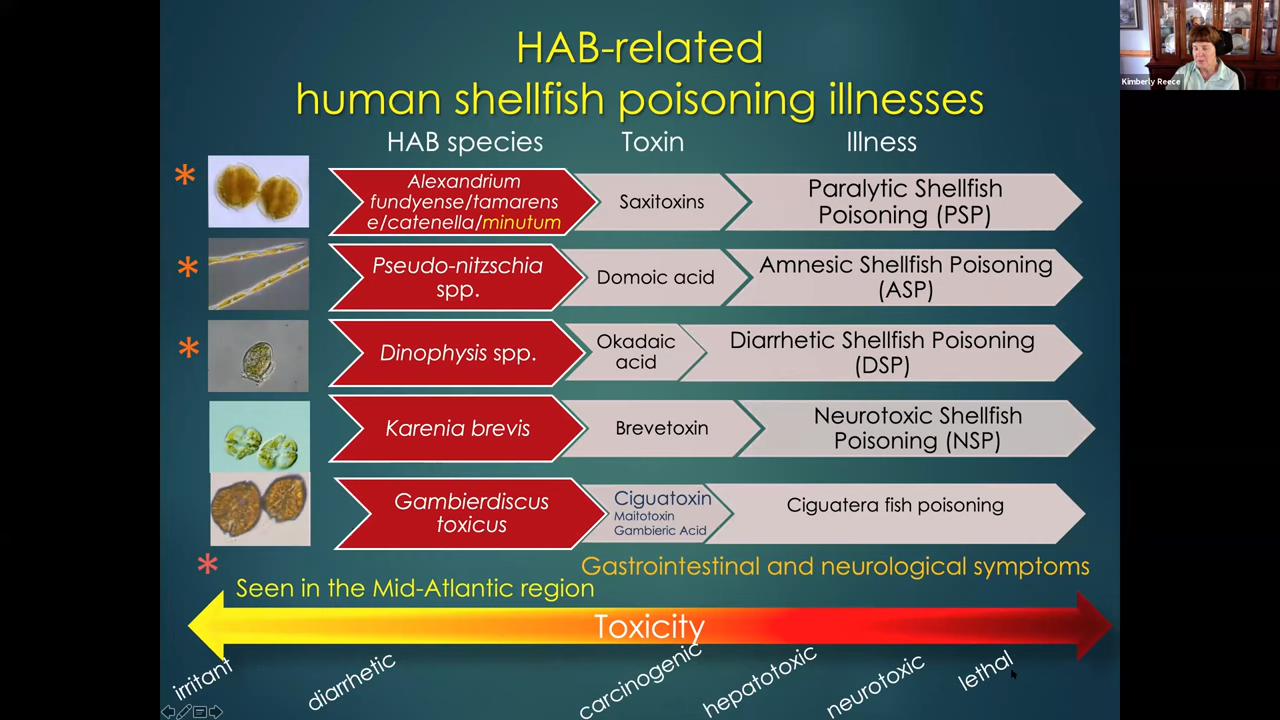 HAB-related
human shellfish poisoning illnesses
Kimberly Reece
HAB species
Toxin
Illness
*
Alexandrium
fundyense/tamarens
e/catenella/minutum
Saxitoxins
Paralytic Shellfish
Poisoning (PSP)
*
Pseudo-nitzschia
spp.
Domoic acid
Amnesic Shellfish Poisoning
(ASP)
*
Dinophysis spp.
Okadaic
acid
Diarrhetic Shellfish Poisoning
(DSP)
Karenia brevis
Brevetoxin
Neurotoxic Shellfish
Poisoning (NSP)
Gambierdiscus
toxicus
Ciguatoxin
Maitotoxin
Gambieric Acid
Ciguatera fish poisoning
*
Seen in the Mid-Atlantic region
Gastrointestinal and neurological symptoms
Toxicity
irritant
diarrhetic
carcinogenic
hepatotoxic
neurotoxic
lethal